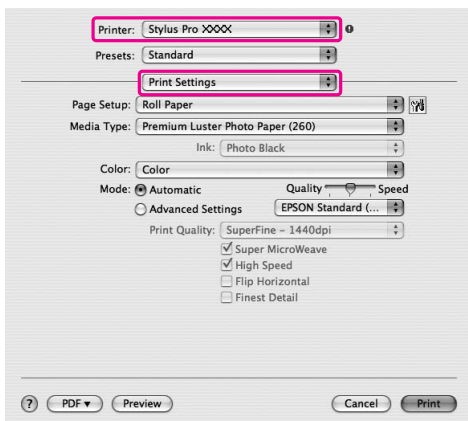 Printer: Stylus Pro XXXX
Presets: Standard
Print Settings
Page Setup: Roll Paper
Media Type: Premium Luster Photo Paper (260)
Ink: Photo Black
Color: Color
Mode: Automatic Quality Speed
Advanced Settings EPSON Standard (...
Print Quality: SuperFine – 1440dpi
Super MicroWeave
High Speed
Flip Horizontal
Finest Detail
? PDF▼ Preview Cancel Print